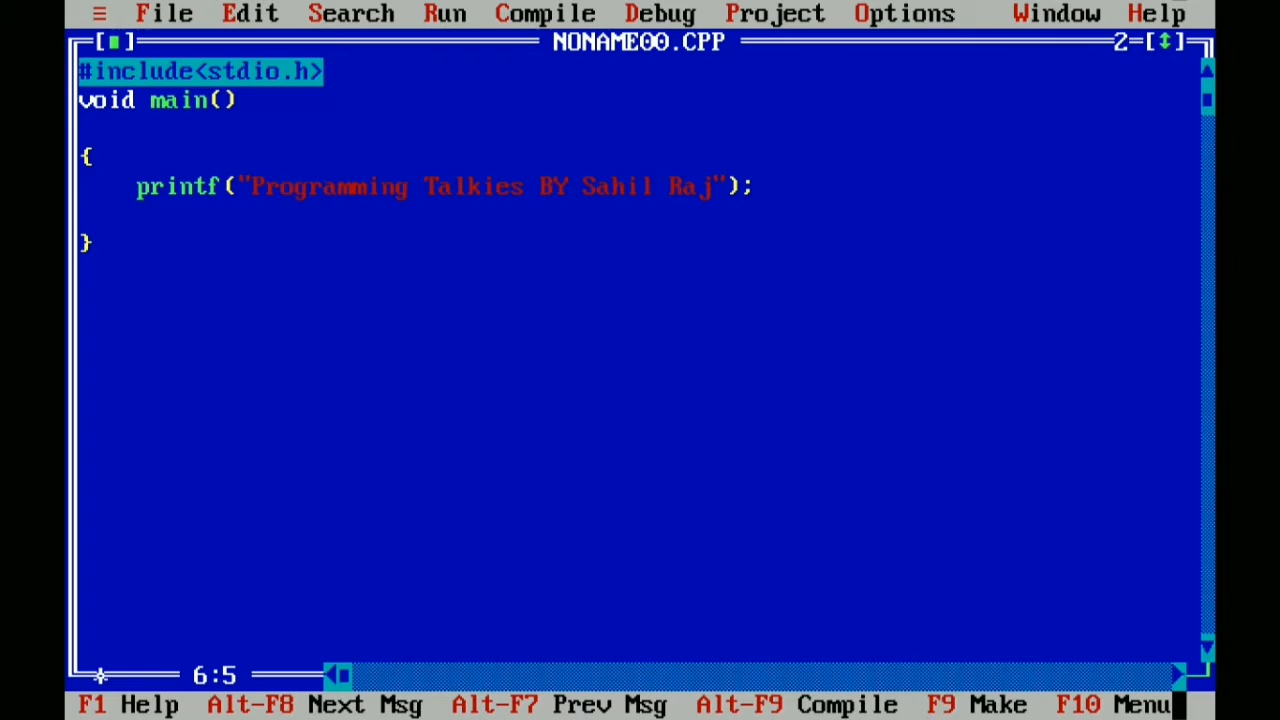 ≡ File Edit Search Run Compile Debug Project Options Window Help
[■] NONAME00.CPP 2=[↕]
#include<stdio.h>
void main()
{
printf("Programming Talkies BY Sahil Raj");
}
6:5
F1 Help Alt-F8 Next Msg Alt-F7 Prev Msg Alt-F9 Compile F9 Make F10 Menu